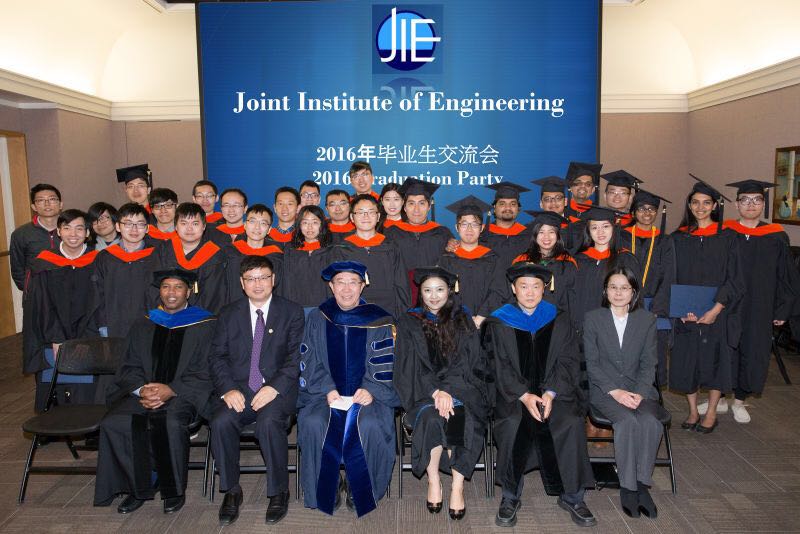 JIE
Joint Institute of Engineering
2016年毕业生交流会
2016 Graduation Party